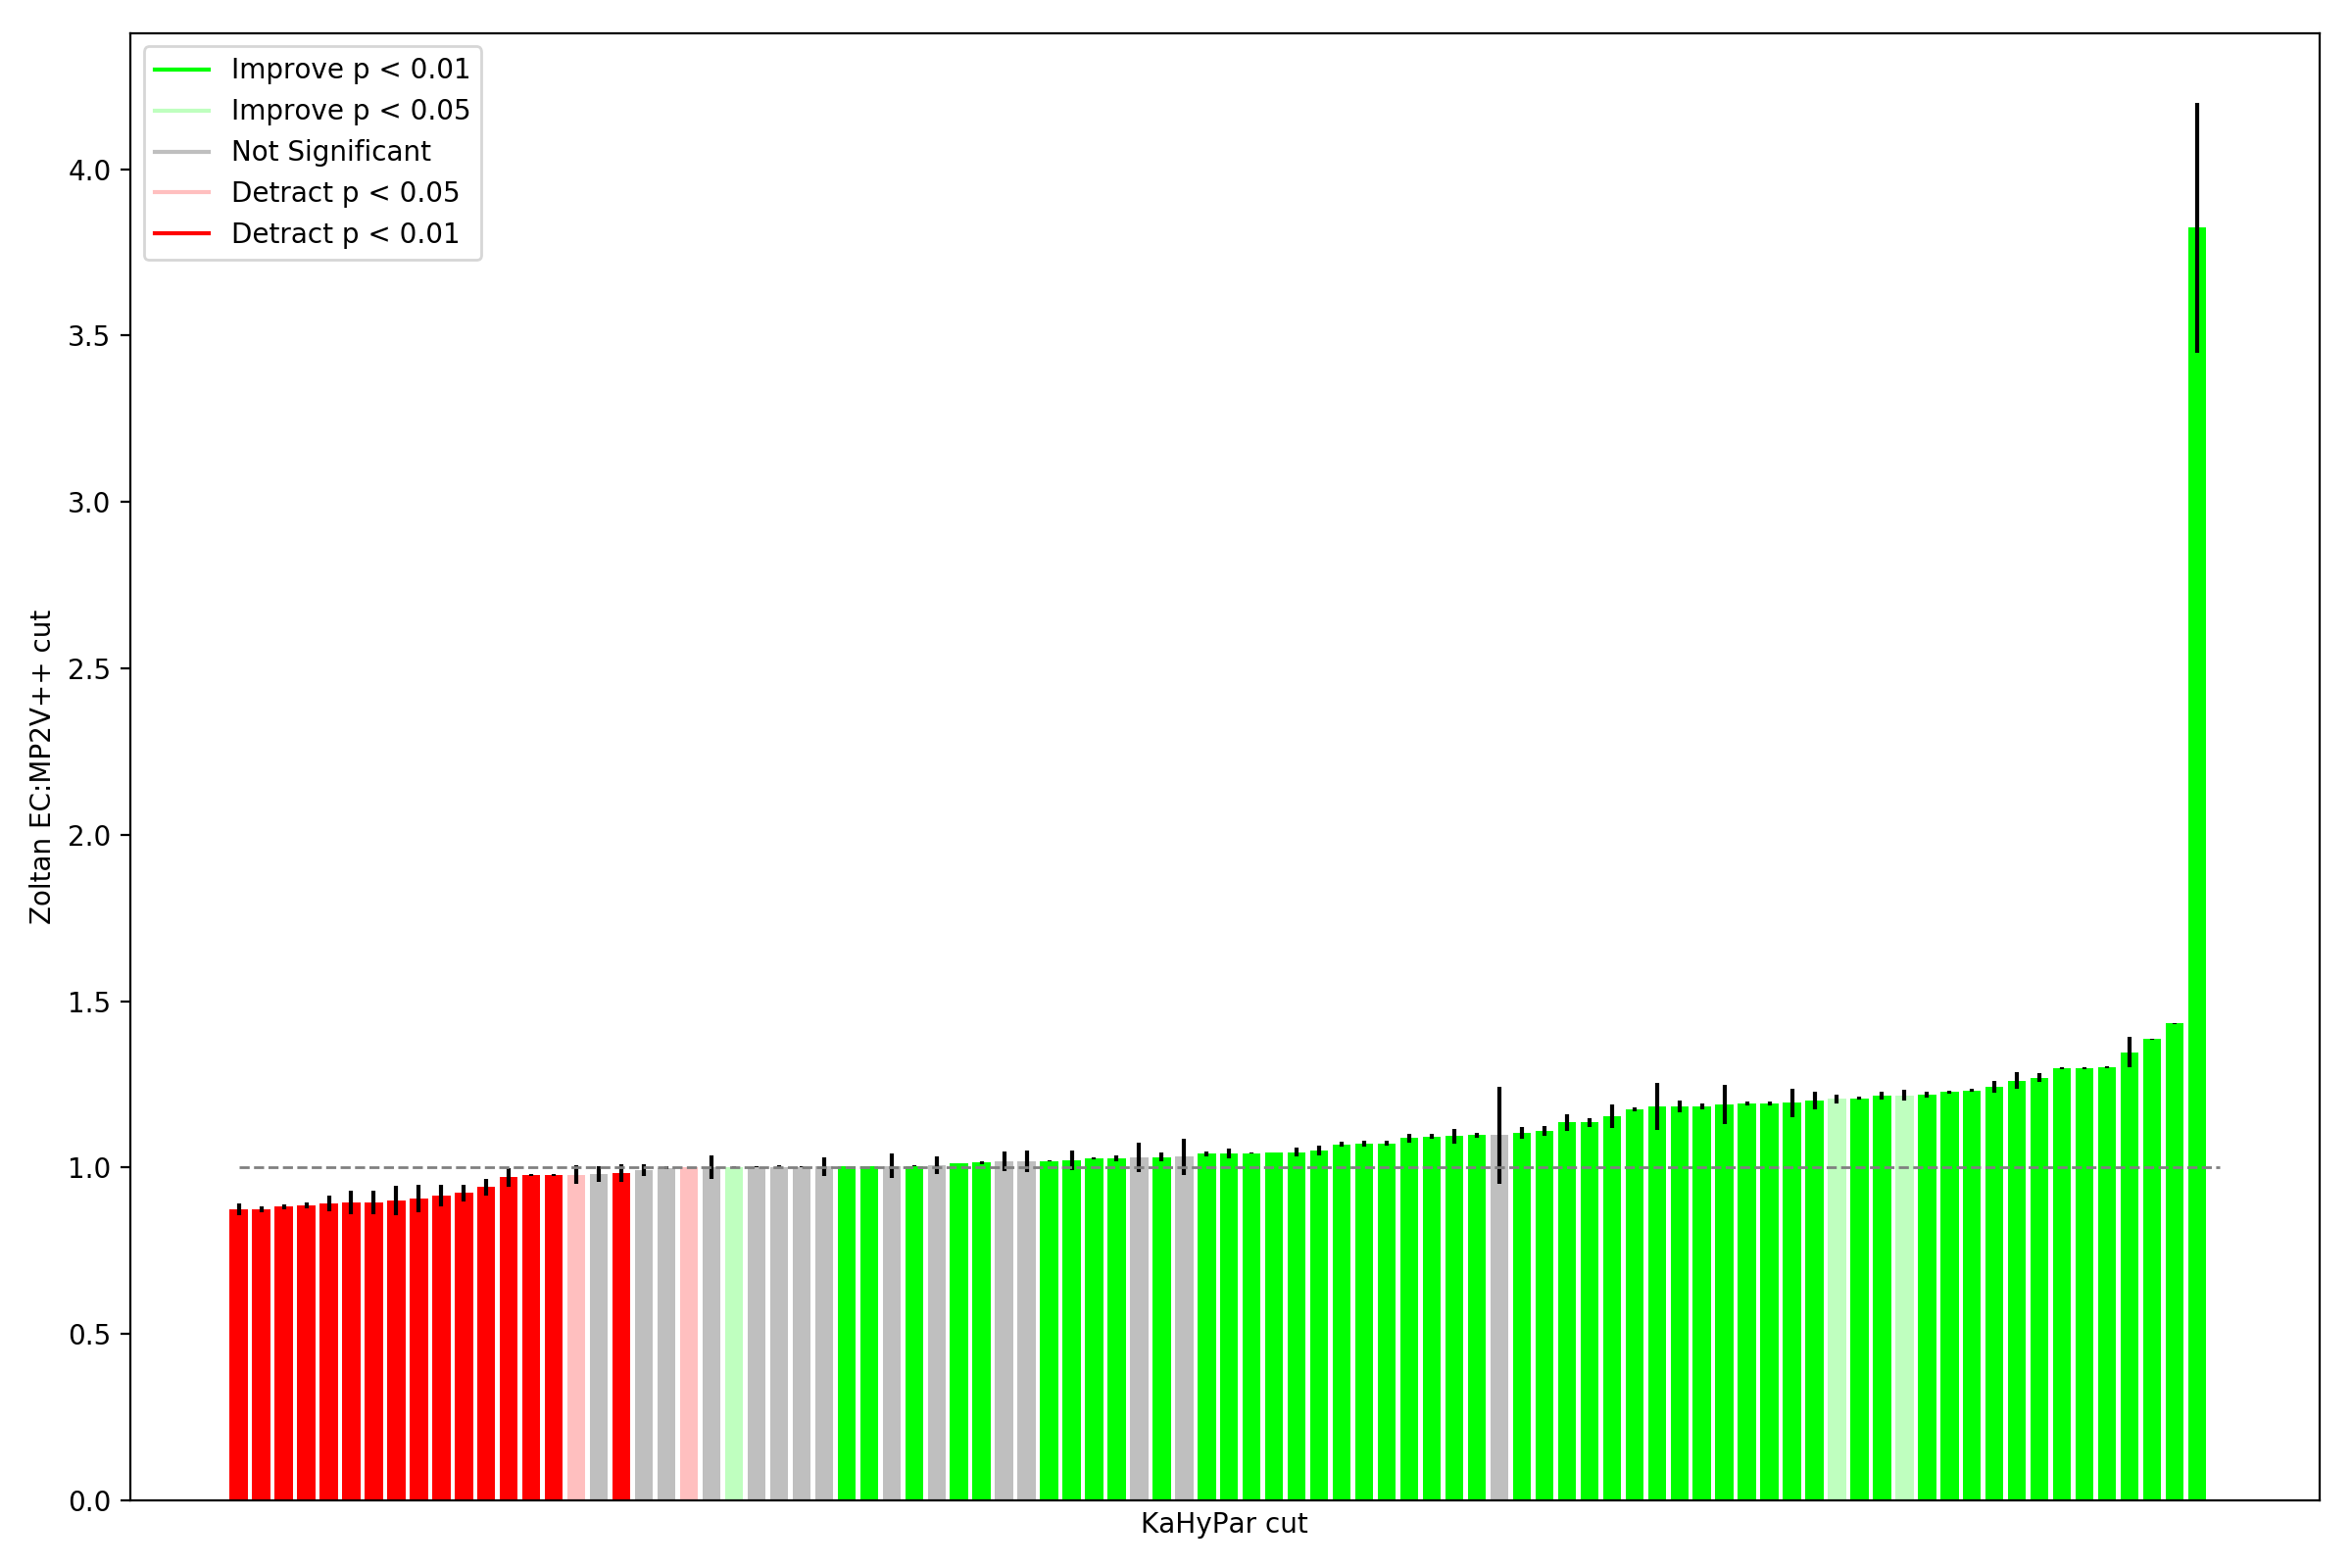 Improve p < 0.01
Improve p < 0.05
Not Significant
Detract p < 0.05
Detract p < 0.01
4.0
3.5
3.0
2.5
2.0
1.5
1.0
0.5
0.0
Zoltan EC:MP2V++ cut
KaHyPar cut